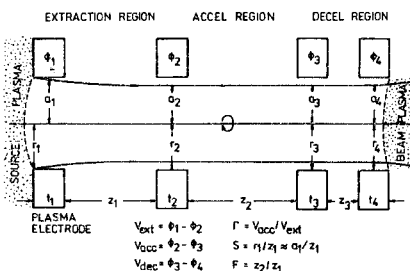 EXTRACTION REGION ACCEL REGION DECEL REGION
ϕ1 ϕ2 ϕ3 ϕ4
SOURCE PLASMA
a1 a2 a3 a4
r1 r2 r3 r4
BEAM PLASMA
t1 z1 t2 z2 t3 z3 t4
PLASMA
ELECTRODE
Vext = ϕ1 - ϕ2 Γ = Vacc/Vext
Vacc = ϕ2 - ϕ3 S = r1/z1 ≈ a1/z1
Vdec = ϕ3 - ϕ4 F = z2/z1